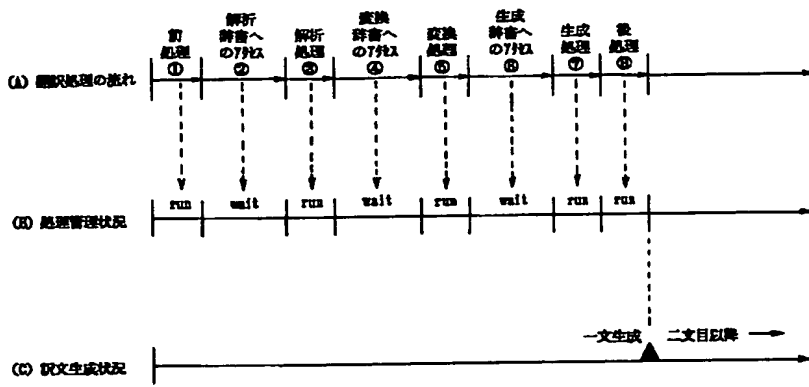 前
処理
①
解析
辞書へ
のアクセス
②
解析
処理
③
変換
辞書へ
のアクセス
④
変換
処理
⑤
生成
辞書へ
のアクセス
⑥
生成
処理
⑦
後
処理
⑧
(A) 翻訳処理の流れ
run wait run wait run wait run run
(B) 処理管理状況
一文生成 二文目以降
(C) 訳文生成状況